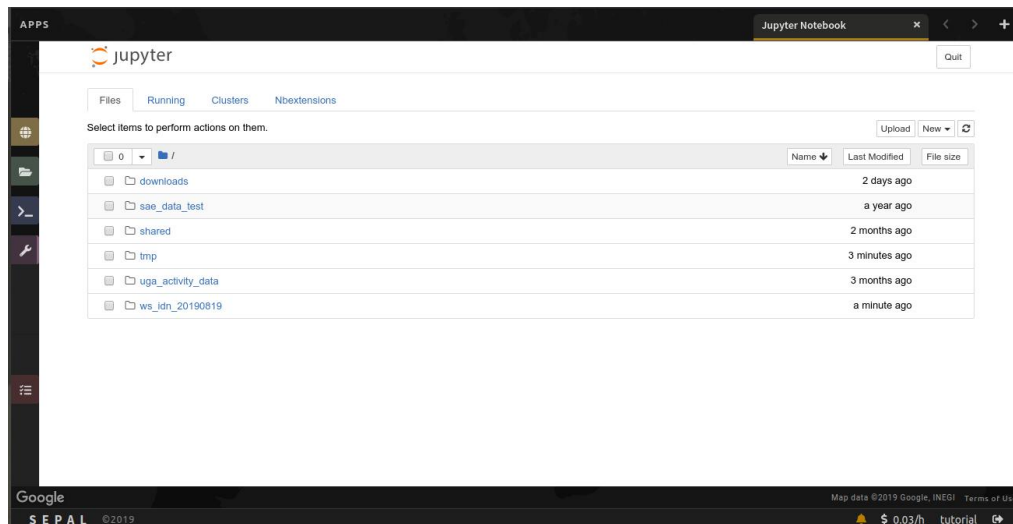 APPS
Jupyter Notebook × < > +
jupyter
Quit
Files Running Clusters Nbextensions
Select items to perform actions on them.
Upload New
0 / Name Last Modified File size
downloads 2 days ago
sae_data_test a year ago
shared 2 months ago
tmp 3 minutes ago
uga_activity_data 3 months ago
ws_idn_20190819 a minute ago
Google
Map data ©2019 Google, INEGI Terms of Us
SEPAL ©2019 $ 0.03/h tutorial